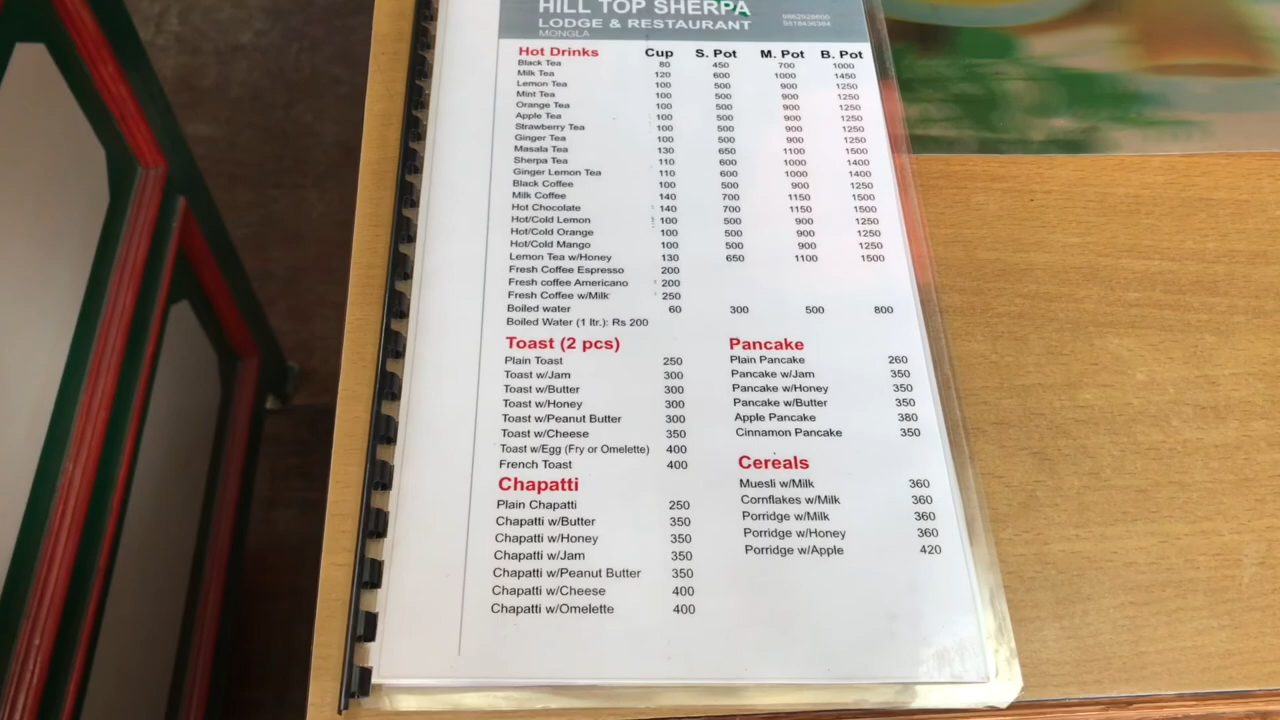 HILL TOP SHERPA
LODGE & RESTAURANT
MONGLA
9862928600
9818436384
Hot Drinks Cup S. Pot M. Pot B. Pot
Black Tea 80 450 700 1000
Milk Tea 120 600 1000 1450
Lemon Tea 100 500 900 1250
Mint Tea 100 500 900 1250
Orange Tea 100 500 900 1250
Apple Tea 100 500 900 1250
Strawberry Tea 100 500 900 1250
Ginger Tea 100 500 900 1250
Masala Tea 130 650 1100 1500
Sherpa Tea 110 600 1000 1400
Ginger Lemon Tea 110 600 1000 1400
Black Coffee 100 500 900 1250
Milk Coffee 140 700 1150 1500
Hot Chocolate 140 700 1150 1500
Hot/Cold Lemon 100 500 900 1250
Hot/Cold Orange 100 500 900 1250
Hot/Cold Mango 100 500 900 1250
Lemon Tea w/Honey 130 650 1100 1500
Fresh Coffee Espresso 200
Fresh coffee Americano 200
Fresh Coffee w/Milk 250
Boiled water 60 300 500 800
Boiled Water (1 ltr.): Rs 200
Toast (2 pcs)
Plain Toast 250
Toast w/Jam 300
Toast w/Butter 300
Toast w/Honey 300
Toast w/Peanut Butter 300
Toast w/Cheese 350
Toast w/Egg (Fry or Omelette) 400
French Toast 400
Chapatti
Plain Chapatti 250
Chapatti w/Butter 350
Chapatti w/Honey 350
Chapatti w/Jam 350
Chapatti w/Peanut Butter 350
Chapatti w/Cheese 400
Chapatti w/Omelette 400
Pancake
Plain Pancake 260
Pancake w/Jam 350
Pancake w/Honey 350
Pancake w/Butter 350
Apple Pancake 380
Cinnamon Pancake 350
Cereals
Muesli w/Milk 360
Cornflakes w/Milk 360
Porridge w/Milk 360
Porridge w/Honey 360
Porridge w/Apple 420